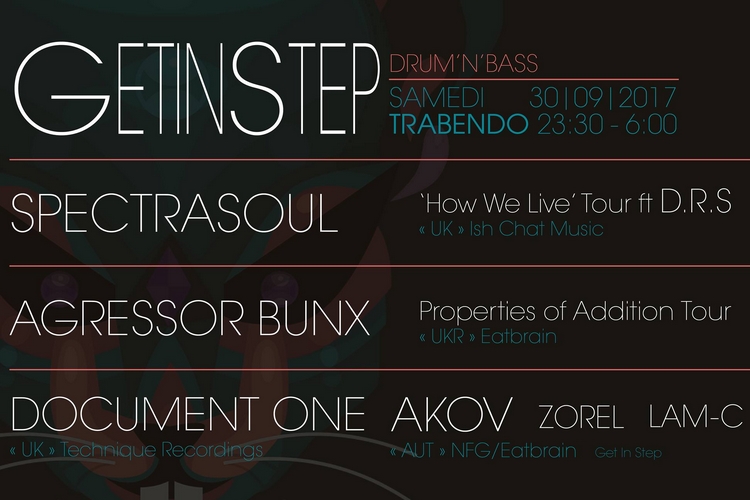 GETINSTEP
DRUM'N'BASS
SAMEDI 30|09|2017
TRABENDO 23:30 - 6:00
SPECTRASOUL
'How We Live' Tour ft D.R.S
« UK » Ish Chat Music
AGRESSOR BUNX
Properties of Addition Tour
« UKR » Eatbrain
DOCUMENT ONE AKOV ZOREL LAM-C
« UK » Technique Recordings « AUT » NFG/Eatbrain Get In Step